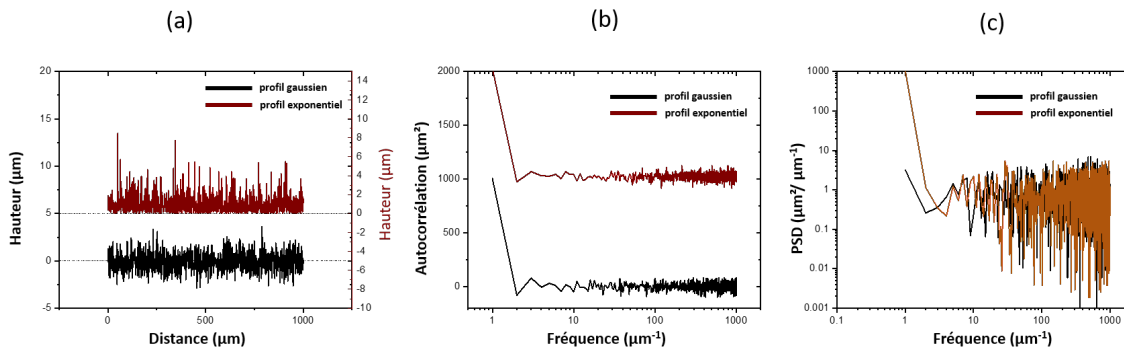 (a)
20
15
10
5
0
-5
Hauteur (µm)
profil gaussien
profil exponentiel
14
12
10
8
6
4
2
0
-2
-4
-6
-8
-10
Hauteur (µm)
0
500
1000
Distance (µm)
(b)
2000
1500
1000
500
0
Autocorrélation (µm²)
profil gaussien
profil exponentiel
1
10
100
1000
Fréquence (µm⁻¹)
(c)
1000
100
10
1
0.1
0.01
0.001
PSD (µm²/ µm⁻¹)
profil gaussien
profil exponentiel
0.1
1
10
100
1000
Fréquence (µm⁻¹)